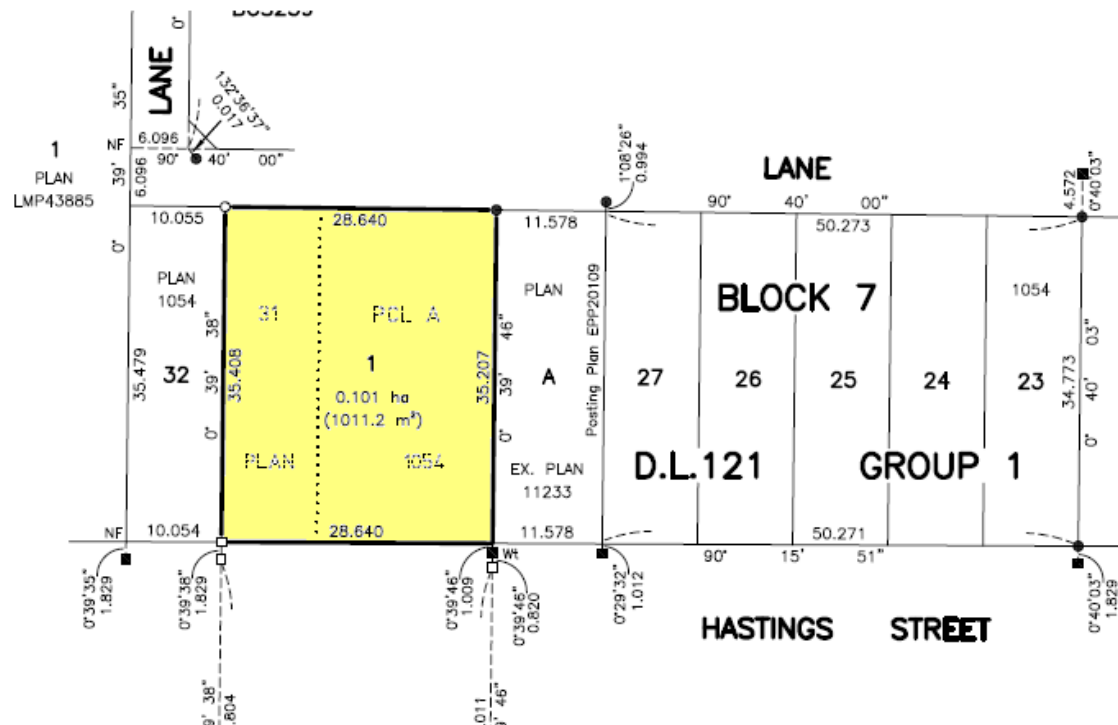 LANE
0"
35"
39'
0"
NF
6.096
6.096
90° 40' 00"
132°36'37"
0.017
1
PLAN
LMP43885
10.055
28.640
11.578
1°08'26"
0.994
LANE
90° 40' 00"
50.273
4.572
0°40'03"
PLAN
1054
32
35.479
0° 39' 38"
35.408
31
PCL A
1
0.101 ha
(1011.2 m²)
PLAN 1054
35.207
0° 39' 46"
PLAN
A
EX. PLAN
11233
Posting Plan EPP20109
BLOCK 7
1054
27
26
25
24
23
34.773
0° 40' 03"
D.L.121
GROUP 1
NF
10.054
28.640
11.578
50.271
90° 15' 51"
Wt
0°39'35"
1.829
0°39'38"
1.829
0°39'46"
1.009
0°39'46"
0.820
0°29'32"
1.012
0°40'03"
1.829
HASTINGS STREET
38"
.804
46"
.011